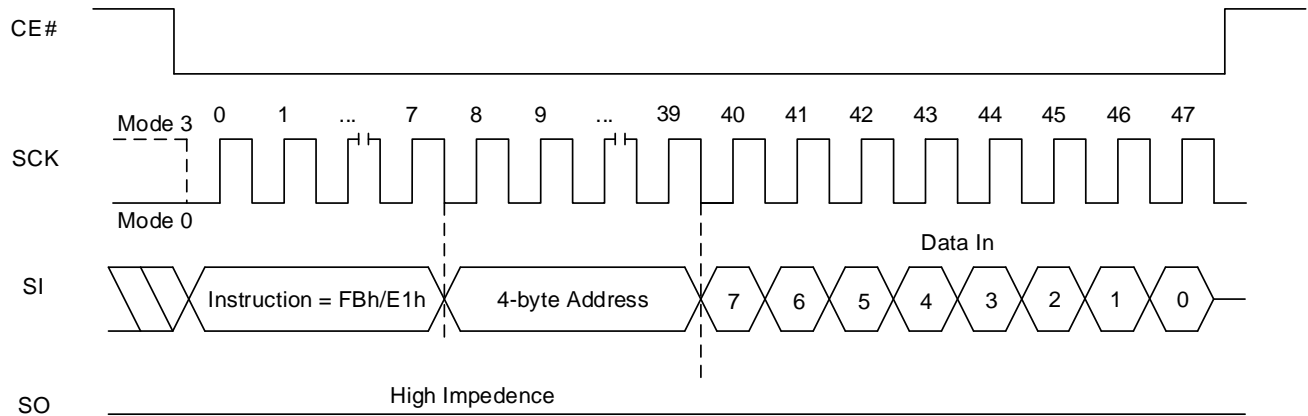 CE#
0 1 ... 7 8 9 ... 39 40 41 42 43 44 45 46 47
Mode 3
SCK
Mode 0
Data In
SI
Instruction = FBh/E1h 4-byte Address 7 6 5 4 3 2 1 0
High Impedence
SO